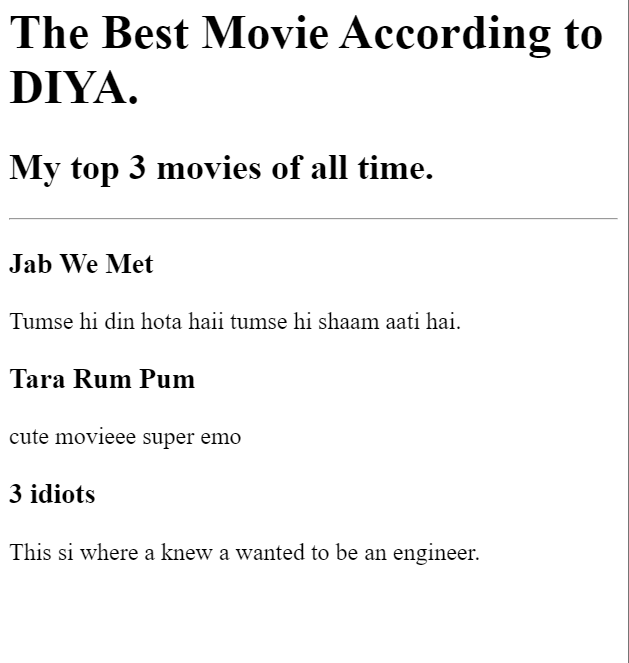 The Best Movie According to
DIYA.
My top 3 movies of all time.
Jab We Met
Tumse hi din hota haii tumse hi shaam aati hai.
Tara Rum Pum
cute movieee super emo
3 idiots
This si where a knew a wanted to be an engineer.